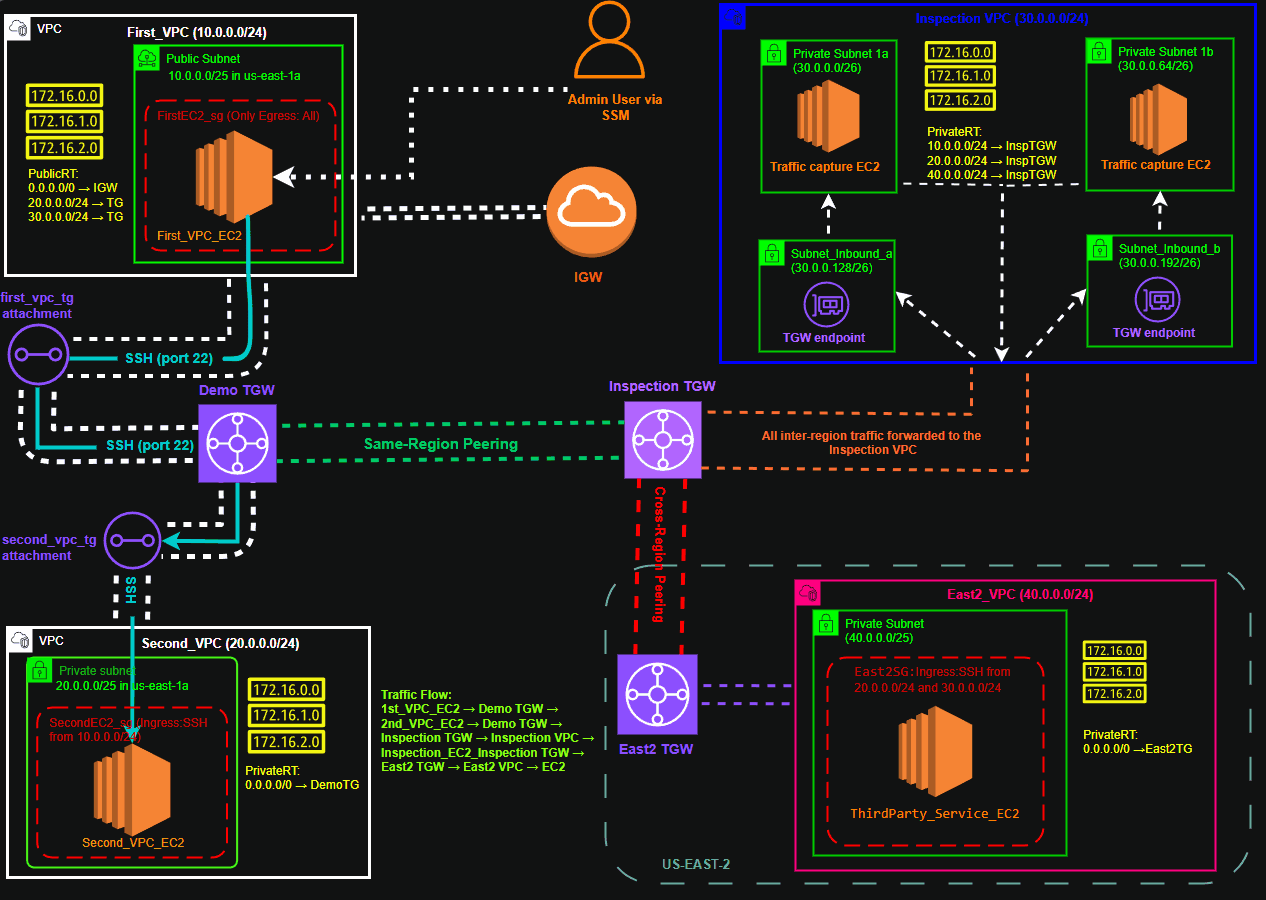 VPC
First_VPC (10.0.0.0/24)
Public Subnet
10.0.0.0/25 in us-east-1a
172.16.0.0
172.16.1.0
172.16.2.0
FirstEC2_sg (Only Egress: All)
First_VPC_EC2
PublicRT:
0.0.0.0/0 → IGW
20.0.0.0/24 → TG
30.0.0.0/24 → TG
Admin User via
SSM
IGW
Inspection VPC (30.0.0.0/24)
Private Subnet 1a
(30.0.0.0/26)
Traffic capture EC2
172.16.0.0
172.16.1.0
172.16.2.0
PrivateRT:
10.0.0.0/24 → InspTGW
20.0.0.0/24 → InspTGW
40.0.0.0/24 → InspTGW
Private Subnet 1b
(30.0.0.64/26)
Traffic capture EC2
Subnet_Inbound_a
(30.0.0.128/26)
TGW endpoint
Subnet_Inbound_b
(30.0.0.192/26)
TGW endpoint
first_vpc_tg
attachment
SSH (port 22)
Demo TGW
SSH (port 22)
Same-Region Peering
Inspection TGW
All inter-region traffic forwarded to the
Inspection VPC
Cross-Region Peering
second_vpc_tg
attachment
SSH
VPC
Second_VPC (20.0.0.0/24)
Private subnet
20.0.0.0/25 in us-east-1a
SecondEC2_sg (Ingress:SSH
from 10.0.0.0/24)
Second_VPC_EC2
172.16.0.0
172.16.1.0
172.16.2.0
PrivateRT:
0.0.0.0/0 → DemoTG
Traffic Flow:
1st_VPC_EC2 → Demo TGW →
2nd_VPC_EC2 → Demo TGW →
Inspection TGW → Inspection VPC →
Inspection_EC2_Inspection TGW →
East2 TGW → East2 VPC → EC2
East2 TGW
US-EAST-2
East2_VPC (40.0.0.0/24)
Private Subnet
(40.0.0.0/25)
East2SG:Ingress:SSH from
20.0.0.0/24 and 30.0.0.0/24
ThirdParty_Service_EC2
172.16.0.0
172.16.1.0
172.16.2.0
PrivateRT:
0.0.0.0/0 →East2TG